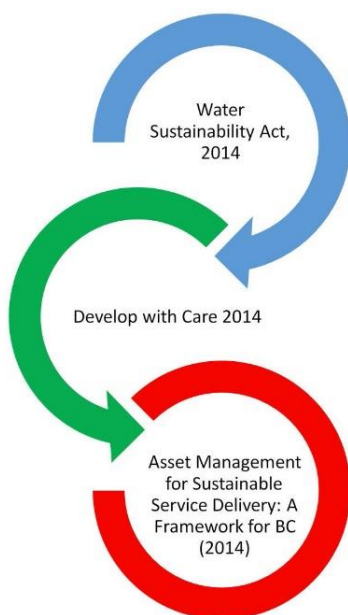 Water
Sustainability Act,
2014
Develop with Care 2014
Asset Management
for Sustainable
Service Delivery: A
Framework for BC
(2014)